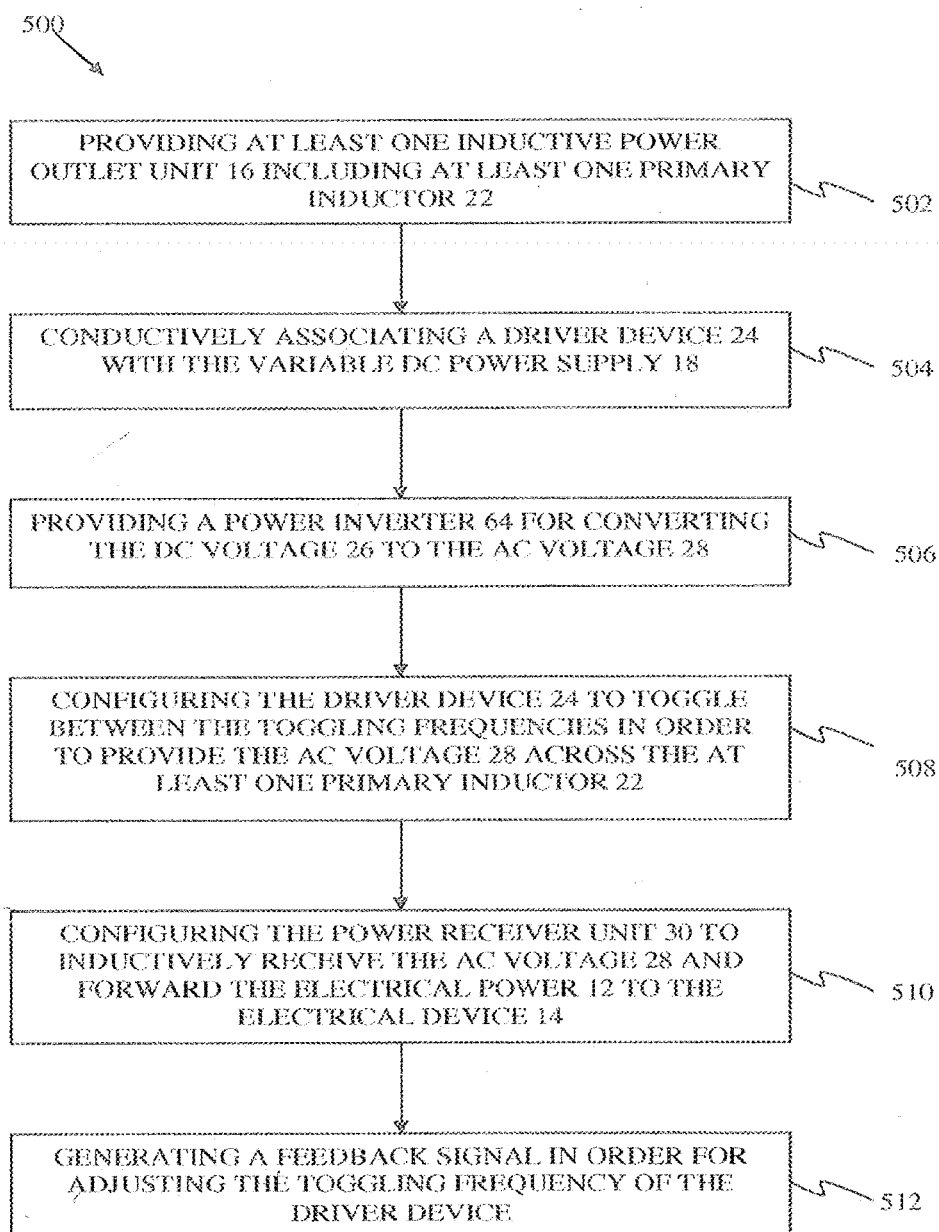 500
PROVIDING AT LEAST ONE INDUCTIVE POWER
OUTLET UNIT 16 INCLUDING AT LEAST ONE PRIMARY
INDUCTOR 22
502
CONDUCTIVELY ASSOCIATING A DRIVER DEVICE 24
WITH THE VARIABLE DC POWER SUPPLY 18
504
PROVIDING A POWER INVERTER 64 FOR CONVERTING
THE DC VOLTAGE 26 TO THE AC VOLTAGE 28
506
CONFIGURING THE DRIVER DEVICE 24 TO TOGGLE
BETWEEN THE TOGGLING FREQUENCIES IN ORDER
TO PROVIDE THE AC VOLTAGE 28 ACROSS THE AT
LEAST ONE PRIMARY INDUCTOR 22
508
CONFIGURING THE POWER RECEIVER UNIT 30 TO
INDUCTIVELY RECEIVE THE AC VOLTAGE 28 AND
FORWARD THE ELECTRICAL POWER 12 TO THE
ELECTRICAL DEVICE 14
510
GENERATING A FEEDBACK SIGNAL IN ORDER FOR
ADJUSTING THE TOGGLING FREQUENCY OF THE
DRIVER DEVICE
512